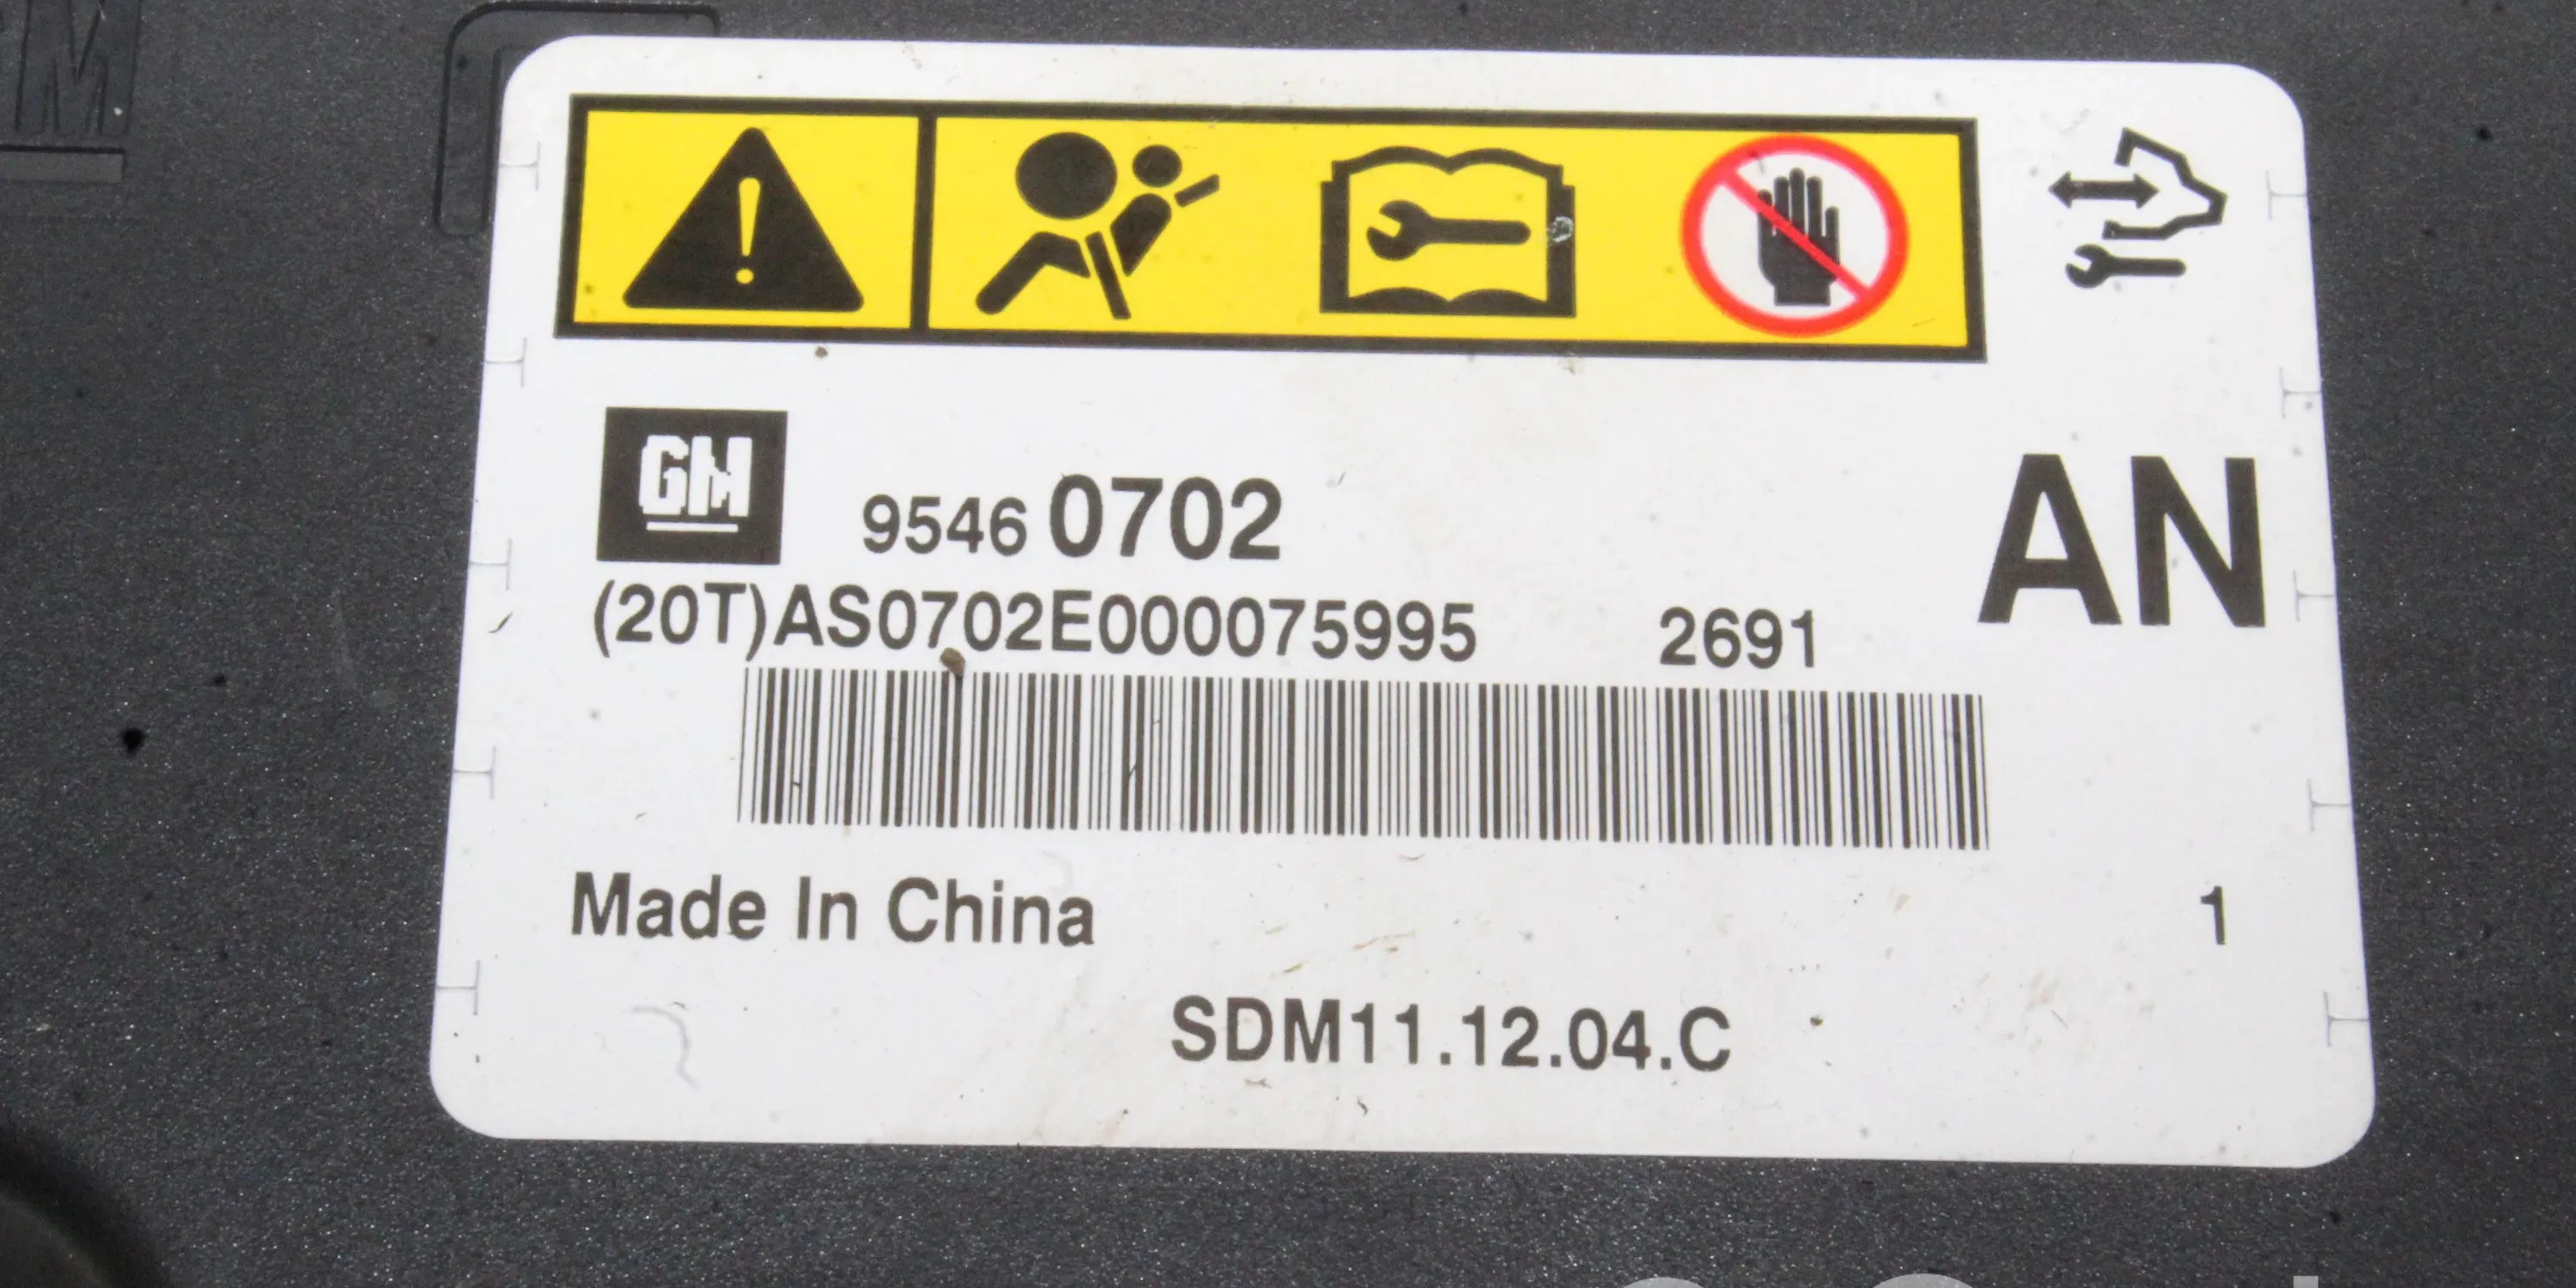 GM
9546 0702
AN
(20T)AS0702E000075995 2691
Made In China
1
SDM11.12.04.C